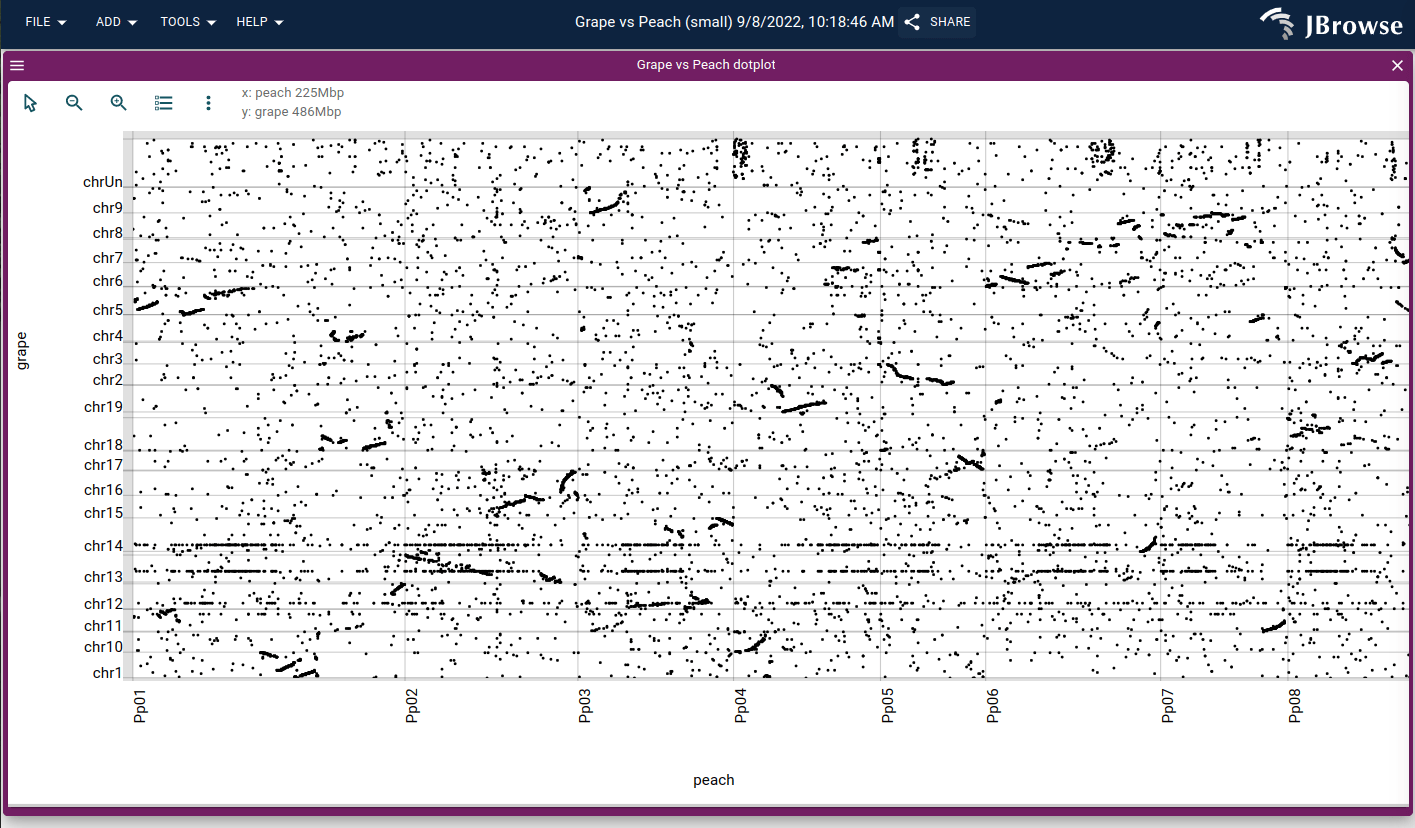 FILE ADD TOOLS HELP Grape vs Peach (small) 9/8/2022, 10:18:46 AM SHARE JBrowse
Grape vs Peach dotplot
x: peach 225Mbp
y: grape 486Mbp
chrUn
chr9
chr8
chr7
chr6
chr5
chr4
chr3
chr2
chr19
chr18
chr17
chr16
chr15
chr14
chr13
chr12
chr11
chr10
chr1
grape
Pp01 Pp02 Pp03 Pp04 Pp05 Pp06 Pp07 Pp08
peach